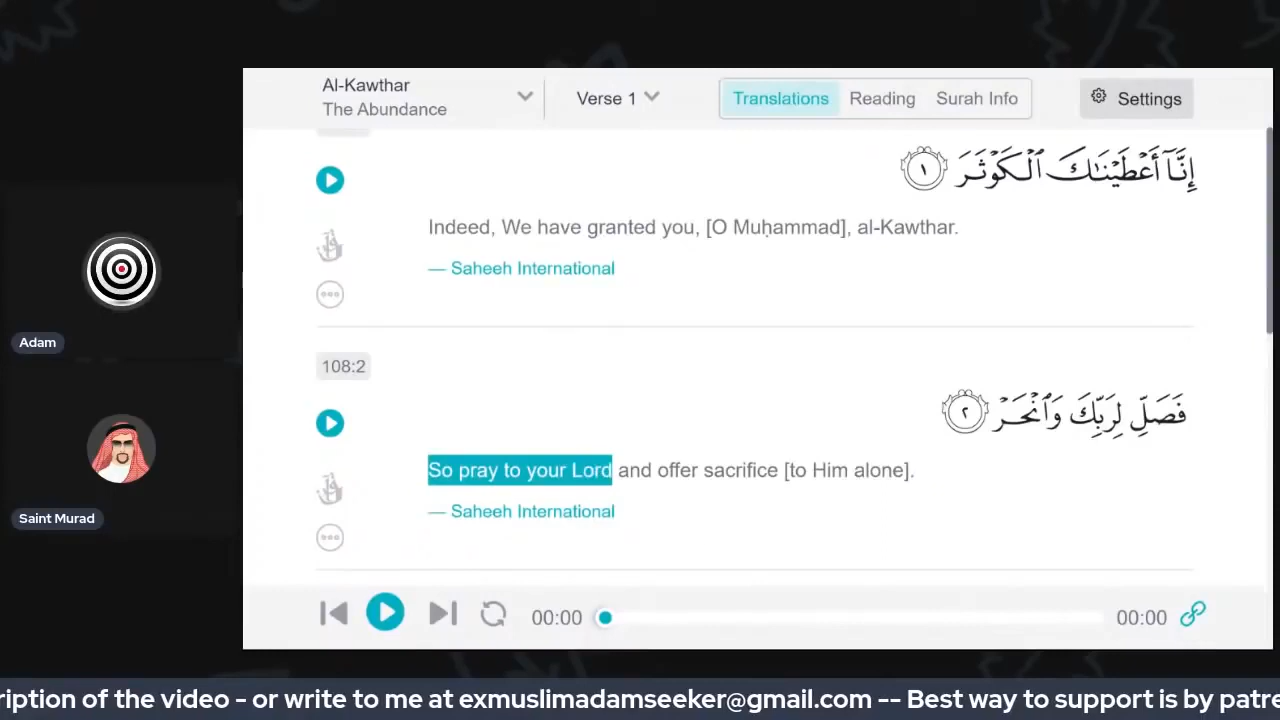 Al-Kawthar
The Abundance
Verse 1
Translations
Reading
Surah Info
Settings
إِنَّآ أَعْطَيْنَـٰكَ ٱلْكَوْثَرَ ١
Indeed, We have granted you, [O Muḥammad], al-Kawthar.
— Saheeh International
108:2
فَصَلِّ لِرَبِّكَ وَٱنْحَرْ ٢
So pray to your Lord and offer sacrifice [to Him alone].
— Saheeh International
00:00
00:00
Adam
Saint Murad
ription of the video - or write to me at exmuslimadamseeker@gmail.com -- Best way to support is by patre